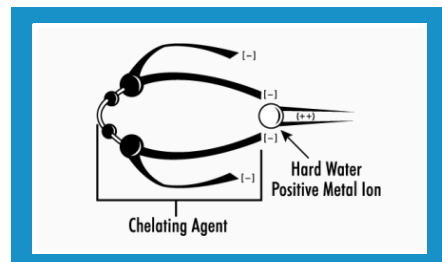 [-]
[-]
(++)
[-]
Hard Water
Positive Metal Ion
[-]
Chelating Agent